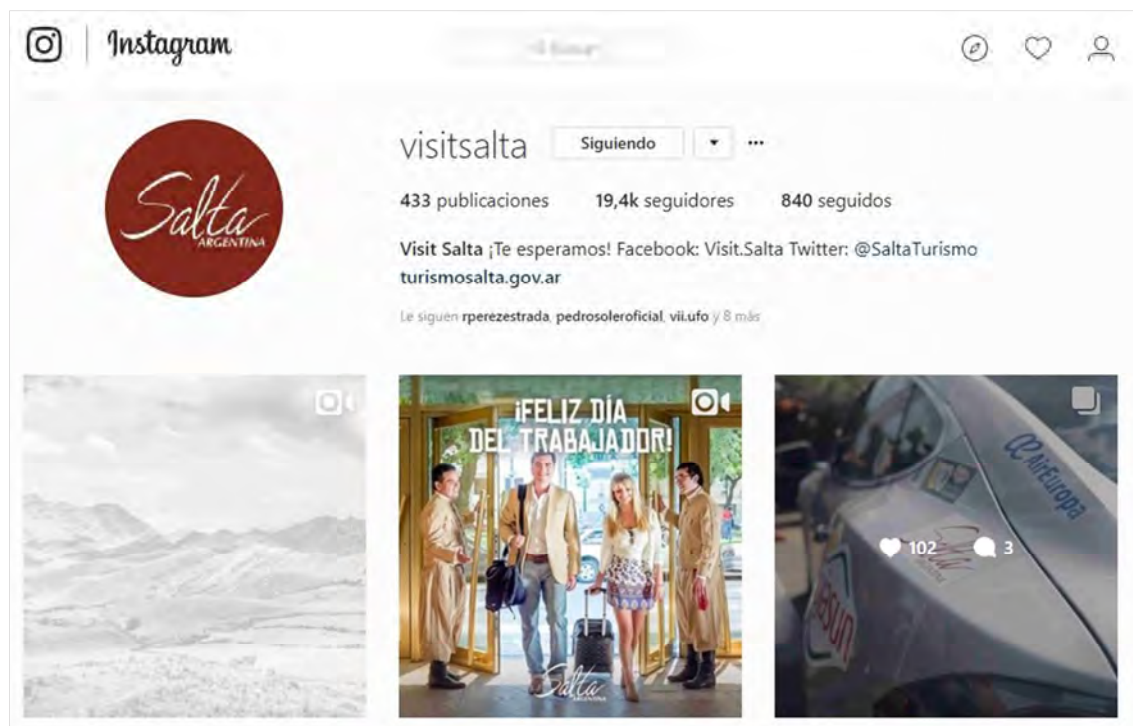 Instagram
visitsalta Siguiendo
433 publicaciones 19,4k seguidores 840 seguidos
Visit Salta ¡Te esperamos! Facebook: Visit.Salta Twitter: @SaltaTurismo
turismosalta.gov.ar
Le siguen rperezestrada, pedrosoleroficial, vii.ufo y 8 más
Salta
ARGENTINA
¡FELIZ DÍA
DEL TRABAJADOR!
Salta
ARGENTINA
AirEuropa
102 3
Salta